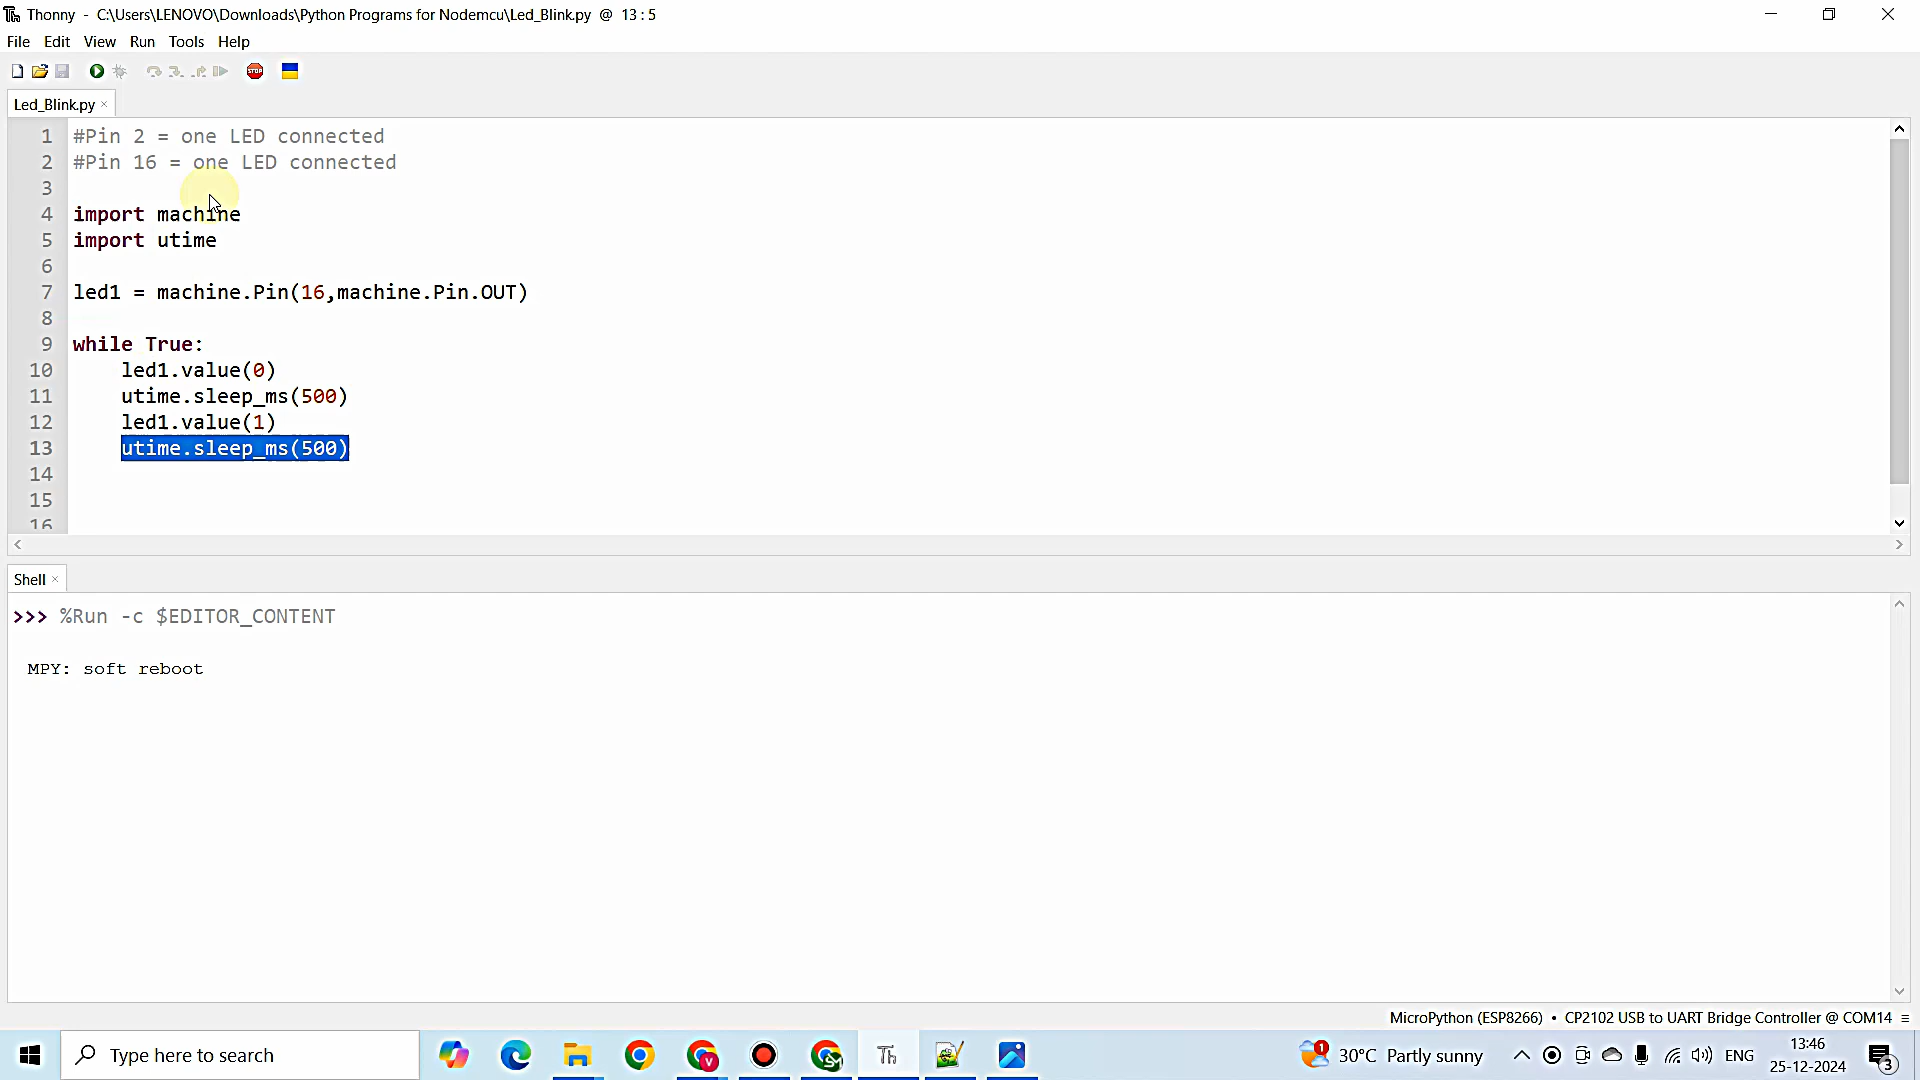 Thonny - C:\Users\LENOVO\Downloads\Python Programs for Nodemcu\Led_Blink.py @ 13:5
File Edit View Run Tools Help
STOP
Led_Blink.py ×
1 #Pin 2 = one LED connected
2 #Pin 16 = one LED connected
3
4 import machine
5 import utime
6
7 led1 = machine.Pin(16,machine.Pin.OUT)
8
9 while True:
10 led1.value(0)
11 utime.sleep_ms(500)
12 led1.value(1)
13 utime.sleep_ms(500)
14
15
16
Shell ×
>>> %Run -c $EDITOR_CONTENT
MPY: soft reboot
MicroPython (ESP8266) • CP2102 USB to UART Bridge Controller @ COM14 ≡
Type here to search
V
Th
1
30°C Partly sunny
ENG
13:46
25-12-2024
3